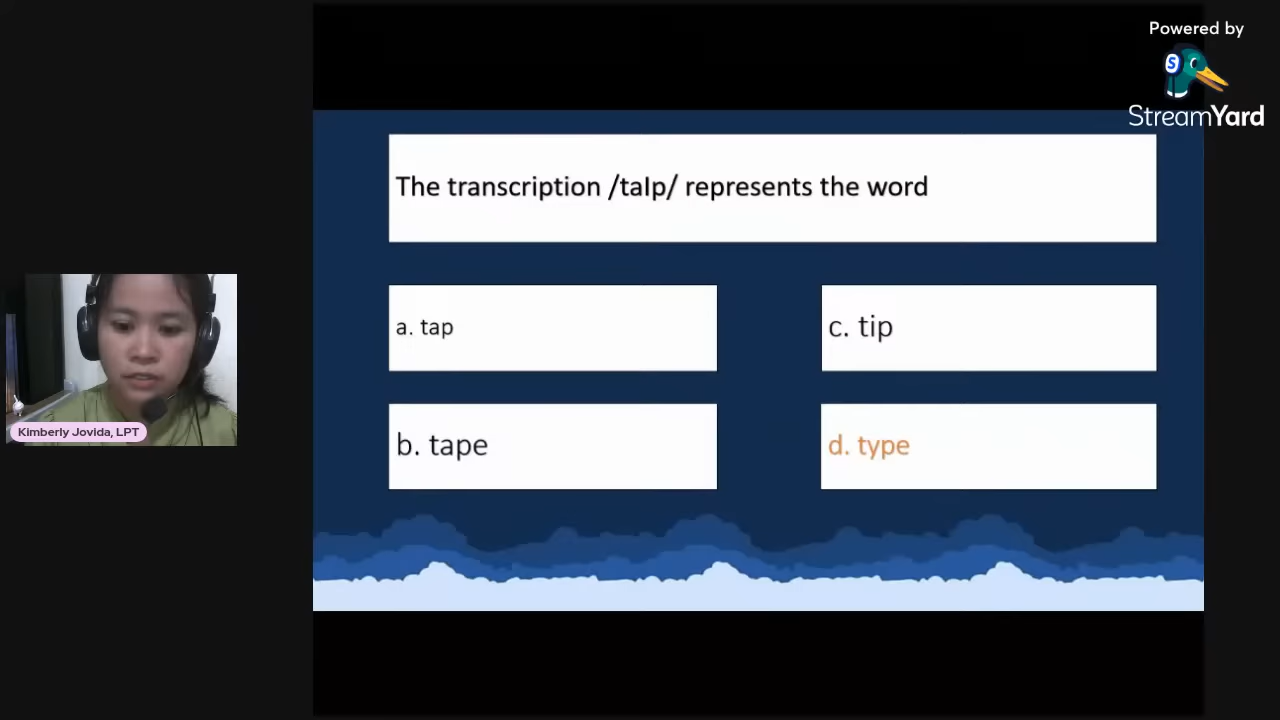 Powered by
StreamYard
The transcription /taIp/ represents the word
a. tap
c. tip
b. tape
d. type
Kimberly Jovida, LPT